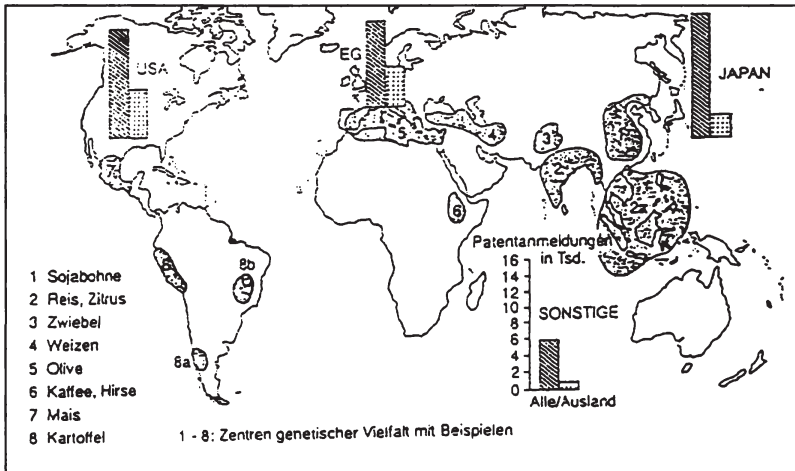 USA
EG
JAPAN
5
4
3
2
7
6
8
8b
8a
2a
1 Sojabohne
2 Reis, Zitrus
3 Zwiebel
4 Weizen
5 Olive
6 Kaffee, Hirse
7 Mais
8 Kartoffel
1 - 8: Zentren genetischer Vielfalt mit Beispielen
Patentanmeldungen
in Tsd.
16
14
12
10
8
6
4
2
0
SONSTIGE
Alle/Ausland